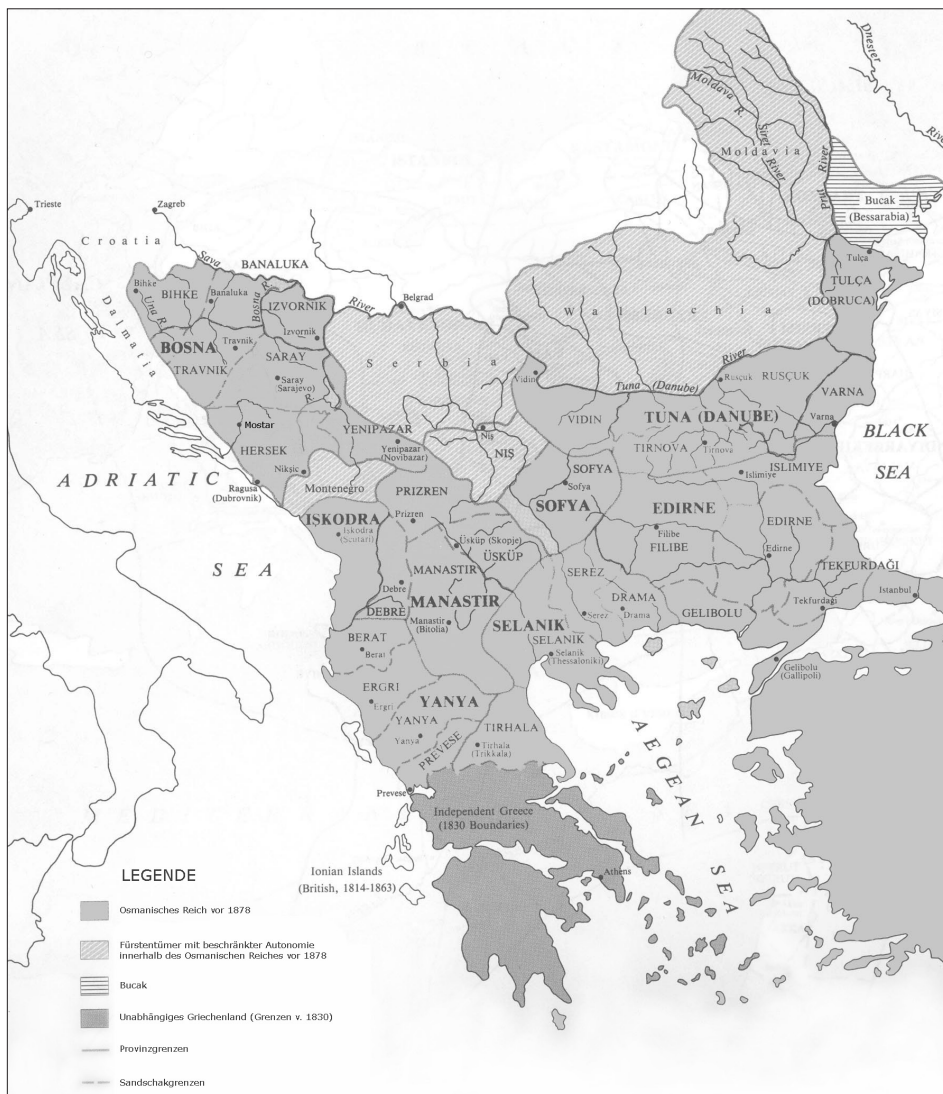 Dnester
River
Moldava R.
Siret
River
Moldavia
Prut
River
Bucak
(Bessarabia)
Trieste
Zagreb
Croatia
Sava
BANALUKA
River
Belgrad
Tulça
TULÇA
(DOBRUCA)
Bihke
BIHKE
Banaluka
Bosna R.
IZVORNIK
Izvornik
Una R.
Dalmatia
BOSNA
Travnik
TRAVNIK
SARAY
Saray
Sarajevo)
R.
Wallachia
Serbia
Vidin
Tuna (Danube)
River
Rusçuk
RUSÇUK
VARNA
Varna
VIDIN
TUNA (DANUBE)
TIRNOVA
Tirnova
BLACK
SEA
Mostar
HERSEK
Nikşic
YENIPAZAR
Yenipazar
(Novibazar)
Niş
NIŞ
SOFYA
Sofya
SOFYA
Islimiye
ISLIMIYE
ADRIATIC
SEA
Ragusa
(Dubrovnik)
Montenegro
PRIZREN
Prizren
IŞKODRA
Işkodra
(Scutari)
EDIRNE
Filibe
FILIBE
EDIRNE
Edirne
Üsküp (Skopje)
ÜSKÜP
MANASTIR
Debre
DEBRE
MANASTIR
Manastir
(Bitolia)
SEREZ
Serez
DRAMA
Drama
GELIBOLU
TEKFURDAĞI
Tekfurdağı
Istanbul
SELANIK
SELANIK
Selanik
(Thessaloniki)
Gelibolu
(Gallipoli)
BERAT
Berat
ERGRI
Ergri
YANYA
YANYA
Yanya
PREVESE
TIRHALA
Tirhala
(Trikkala)
AEGEAN
SEA
Prevese
Independent Greece
(1830 Boundaries)
Athens
Ionian Islands
(British, 1814-1863)
LEGENDE
Osmanisches Reich vor 1878
Fürstentümer mit beschränkter Autonomie
innerhalb des Osmanischen Reiches vor 1878
Bucak
Unabhängiges Griechenland (Grenzen v. 1830)
Provinzgrenzen
Sandschakgrenzen